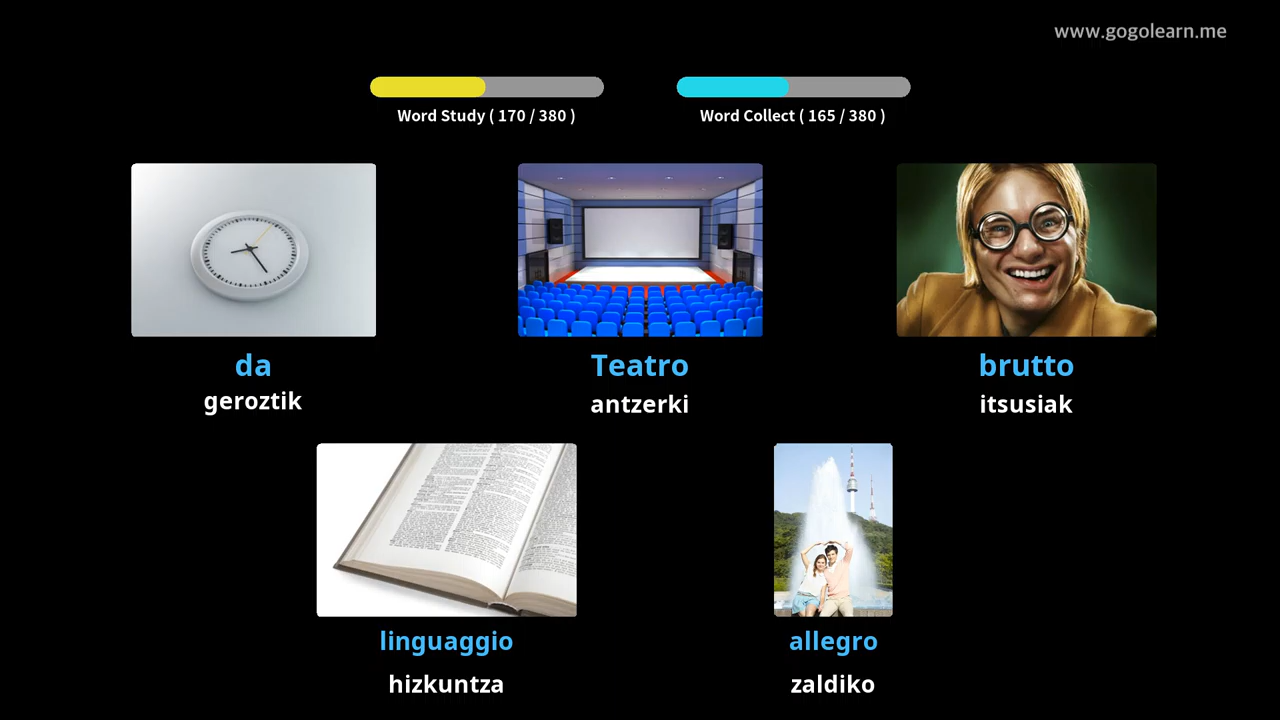 www.gogolearn.me
Word Study ( 170 / 380 )
Word Collect ( 165 / 380 )
da
geroztik
Teatro
antzerki
brutto
itsusiak
linguaggio
hizkuntza
allegro
zaldiko